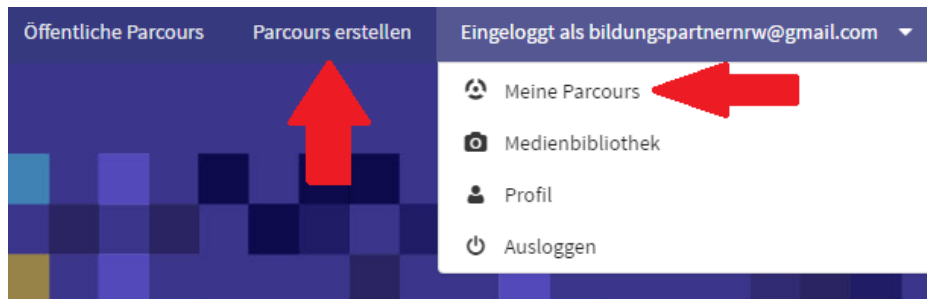 Öffentliche Parcours Parcours erstellen Eingeloggt als bildungspartnernrw@gmail.com
Meine Parcours
Medienbibliothek
Profil
Ausloggen